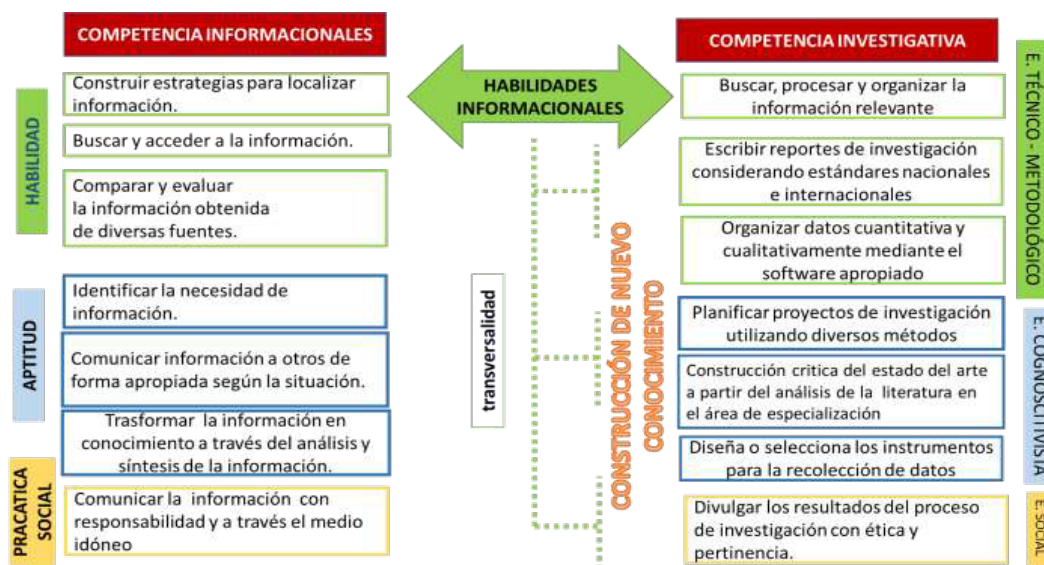 COMPETENCIA INFORMACIONALES
HABILIDAD
Construir estrategias para localizar
información.
Buscar y acceder a la información.
Comparar y evaluar
la información obtenida
de diversas fuentes.
APTITUD
Identificar la necesidad de
información.
Comunicar información a otros de
forma apropiada según la situación.
Trasformar la información en
conocimiento a través del análisis y
síntesis de la información.
PRACATICA
SOCIAL
Comunicar la información con
responsabilidad y a través el medio
idóneo
HABILIDADES
INFORMACIONALES
transversalidad
CONSTRUCCIÓN DE NUEVO
CONOCIMIENTO
COMPETENCIA INVESTIGATIVA
Buscar, procesar y organizar la
información relevante
Escribir reportes de investigación
considerando estándares nacionales
e internacionales
Organizar datos cuantitativa y
cualitativamente mediante el
software apropiado
E. TÉCNICO - METODOLÓGICO
Planificar proyectos de investigación
utilizando diversos métodos
Construcción critica del estado del arte
a partir del análisis de la literatura en
el área de especialización
Diseña o selecciona los instrumentos
para la recolección de datos
E. COGNOSCITIVISTA
Divulgar los resultados del proceso
de investigación con ética y
pertinencia.
E. SOCIAL